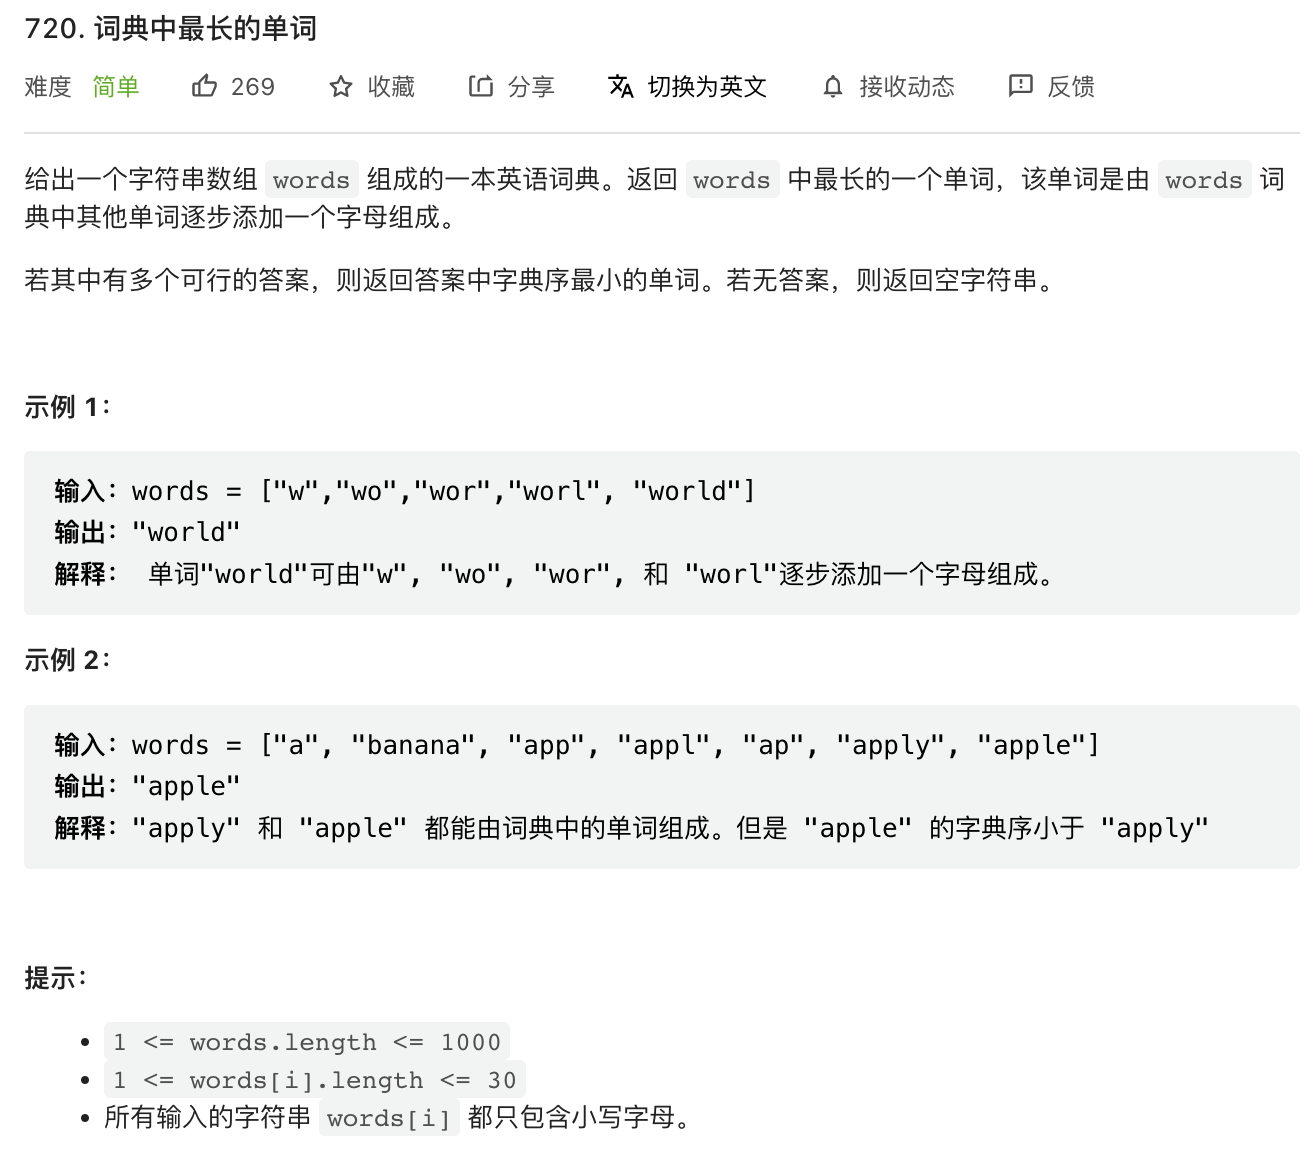 720. 词典中最长的单词
难度 简单 269 收藏 分享 切换为英文 接收动态 反馈
给出一个字符串数组 words 组成的一本英语词典。返回 words 中最长的一个单词，该单词是由 words 词
典中其他单词逐步添加一个字母组成。
若其中有多个可行的答案，则返回答案中字典序最小的单词。若无答案，则返回空字符串。
示例 1：
输入：words = ["w","wo","wor","worl", "world"]
输出："world"
解释： 单词"world"可由"w", "wo", "wor", 和 "worl"逐步添加一个字母组成。
示例 2：
输入：words = ["a", "banana", "app", "appl", "ap", "apply", "apple"]
输出："apple"
解释："apply" 和 "apple" 都能由词典中的单词组成。但是 "apple" 的字典序小于 "apply"
提示：
• 1 <= words.length <= 1000
• 1 <= words[i].length <= 30
• 所有输入的字符串 words[i] 都只包含小写字母。